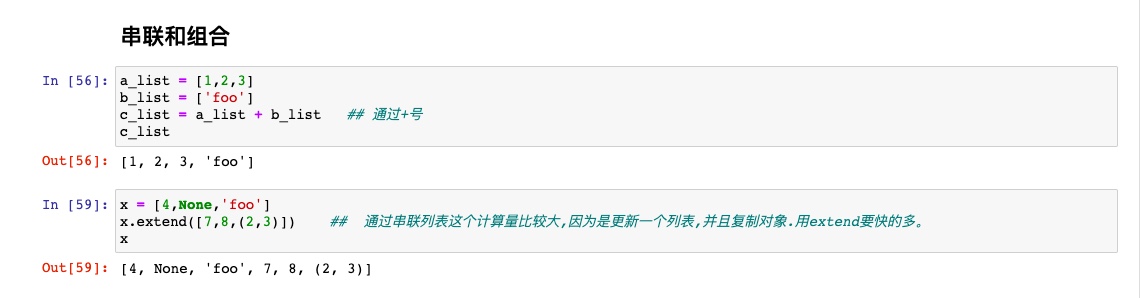 串联和组合
In [56]: a_list = [1,2,3]
b_list = ['foo']
c_list = a_list + b_list   ## 通过+号
c_list
Out[56]: [1, 2, 3, 'foo']
In [59]: x = [4,None,'foo']
x.extend([7,8,(2,3)])    ##  通过串联列表这个计算量比较大,因为是更新一个列表,并且复制对象.用extend要快的多。
x
Out[59]: [4, None, 'foo', 7, 8, (2, 3)]